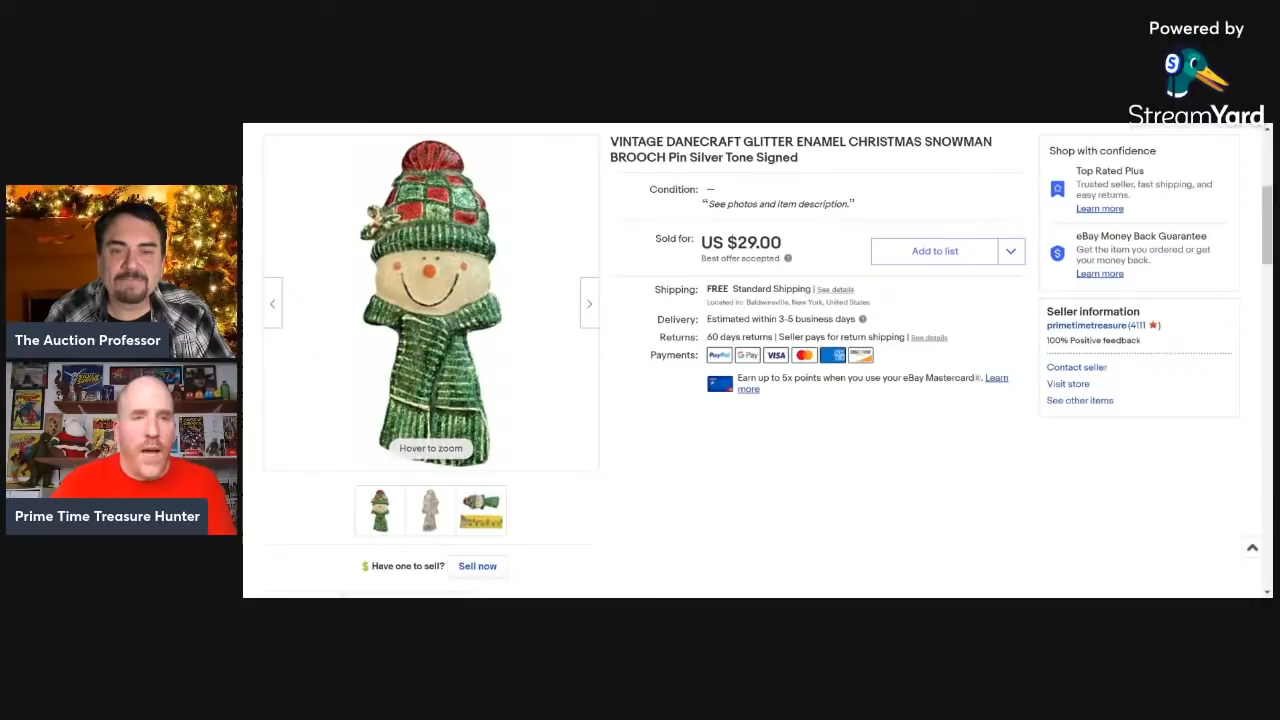 Powered by
StreamYard
VINTAGE DANECRAFT GLITTER ENAMEL CHRISTMAS SNOWMAN
BROOCH Pin Silver Tone Signed
Condition: --
“See photos and item description.”
Sold for: US $29.00
Best offer accepted
Add to list
Shipping: FREE Standard Shipping | See details
Located in: Baldwinsville, New York, United States
Delivery: Estimated within 3-5 business days
Returns: 60 days returns | Seller pays for return shipping | See details
Payments: PayPal G Pay VISA
DISCOVER
Earn up to 5x points when you use your eBay Mastercard®. Learn
more
Shop with confidence
Top Rated Plus
Trusted seller, fast shipping, and
easy returns.
Learn more
eBay Money Back Guarantee
Get the item you ordered or get
your money back.
Learn more
Seller information
primetimetreasure (4111 )
100% Positive feedback
Contact seller
Visit store
See other items
Hover to zoom
Have one to sell? Sell now
The Auction Professor
Prime Time Treasure Hunter